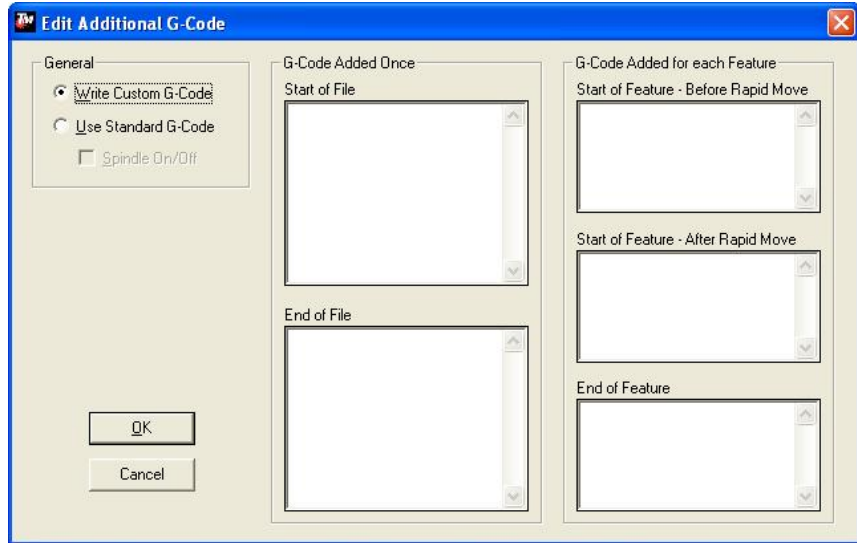 Edit Additional G-Code
General
Write Custom G-Code
Use Standard G-Code
Spindle On/Off
OK
Cancel
G-Code Added Once
Start of File
End of File
G-Code Added for each Feature
Start of Feature - Before Rapid Move
Start of Feature - After Rapid Move
End of Feature